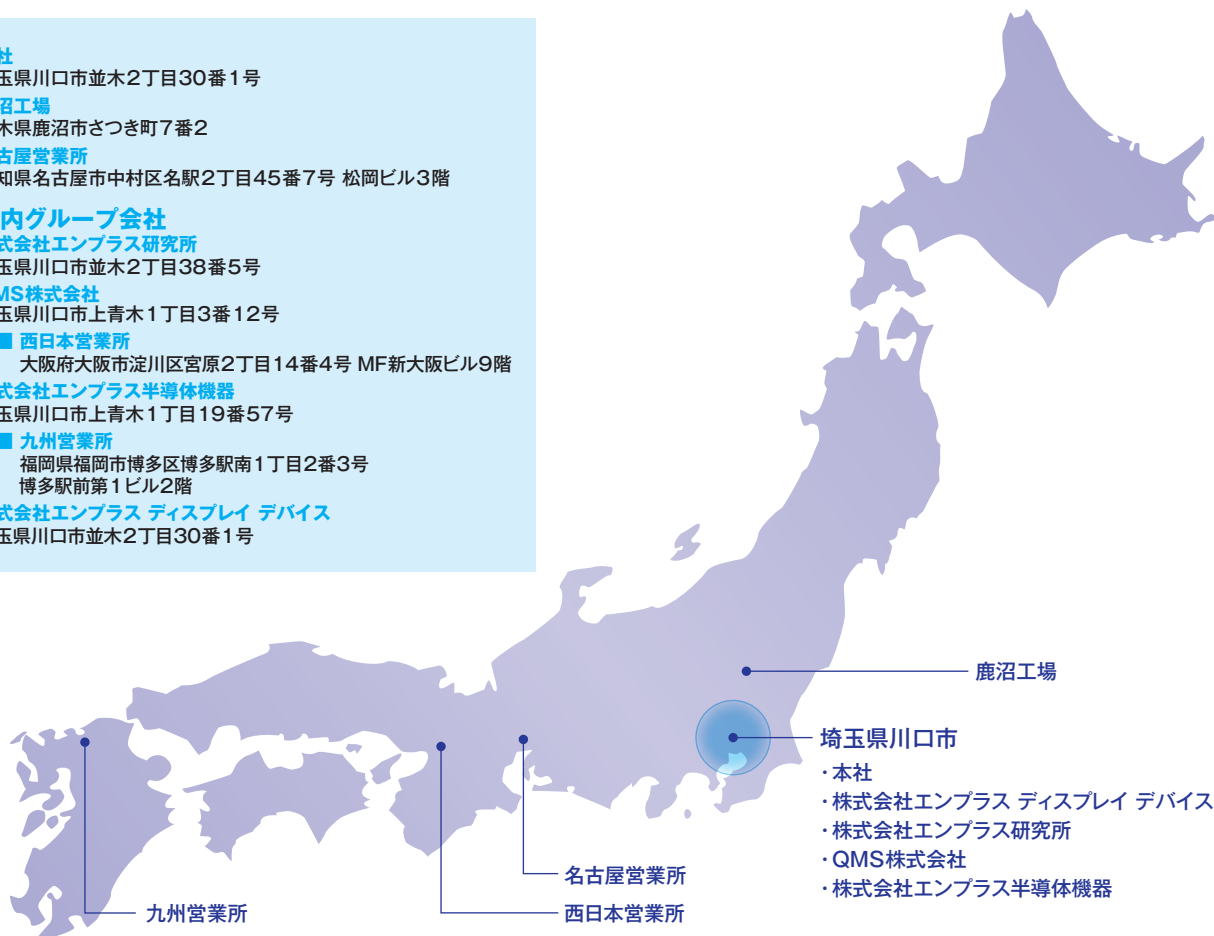 社
玉県川口市並木2丁目30番1号
沼工場
木県鹿沼市さつき町7番2
古屋営業所
知県名古屋市中村区名駅2丁目45番7号 松岡ビル3階
内グループ会社
式会社エンプラス研究所
玉県川口市並木2丁目38番5号
MS株式会社
玉県川口市上青木1丁目3番12号
■ 西日本営業所
大阪府大阪市淀川区宮原2丁目14番4号 MF新大阪ビル9階
式会社エンプラス半導体機器
玉県川口市上青木1丁目19番57号
■ 九州営業所
福岡県福岡市博多区博多駅南1丁目2番3号
博多駅前第1ビル2階
式会社エンプラス ディスプレイ デバイス
玉県川口市並木2丁目30番1号
鹿沼工場
埼玉県川口市
・本社
・株式会社エンプラス ディスプレイ デバイス
・株式会社エンプラス研究所
・QMS株式会社
・株式会社エンプラス半導体機器
名古屋営業所
西日本営業所
九州営業所